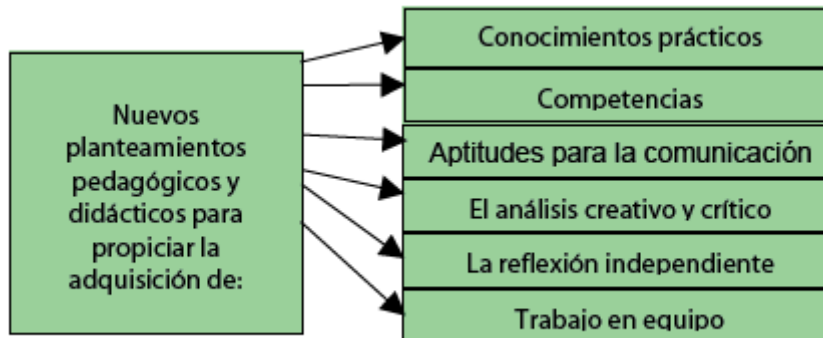 Nuevos
planteamientos
pedagógicos y
didácticos para
propiciar la
adquisición de:
Conocimientos prácticos
Competencias
Aptitudes para la comunicación
El análisis creativo y crítico
La reflexión independiente
Trabajo en equipo